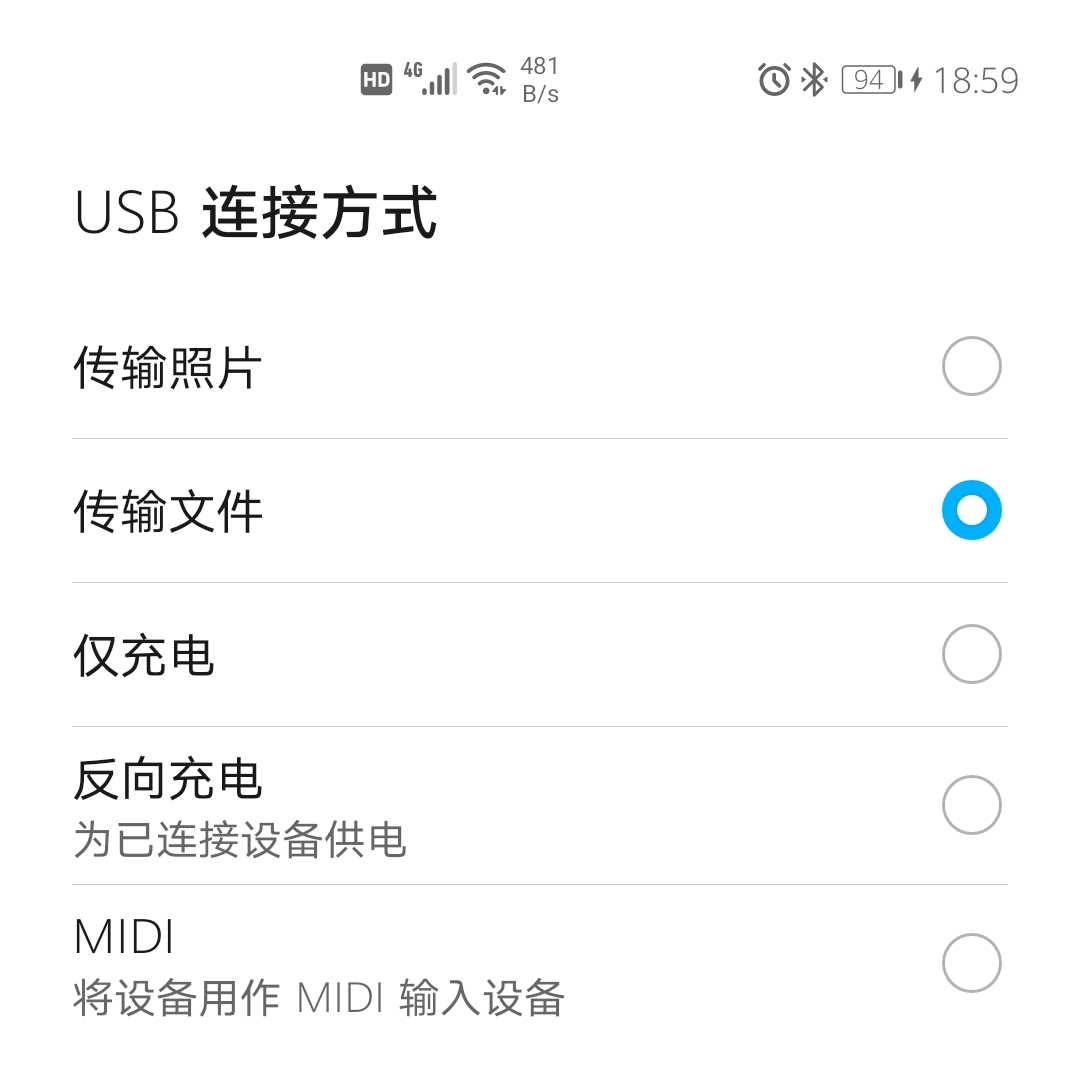 HD 4G 481 B/s 94 18:59
USB 连接方式
传输照片
传输文件
仅充电
反向充电
为已连接设备供电
MIDI
将设备用作 MIDI 输入设备